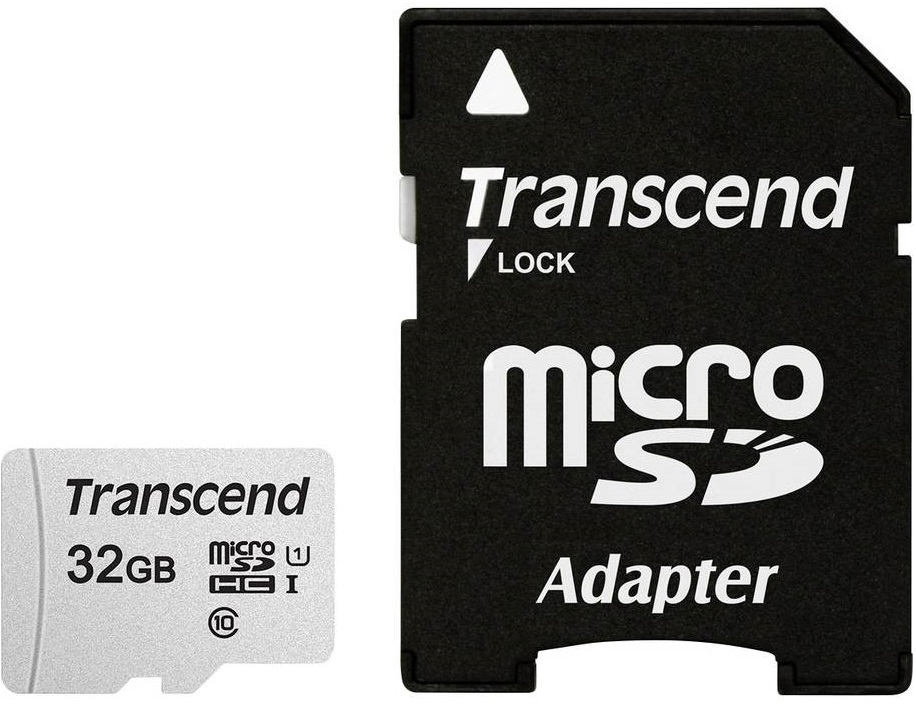 Transcend
LOCK
micro
SD
Adapter
Transcend
32GB
micro
SD
HC I
U1
10